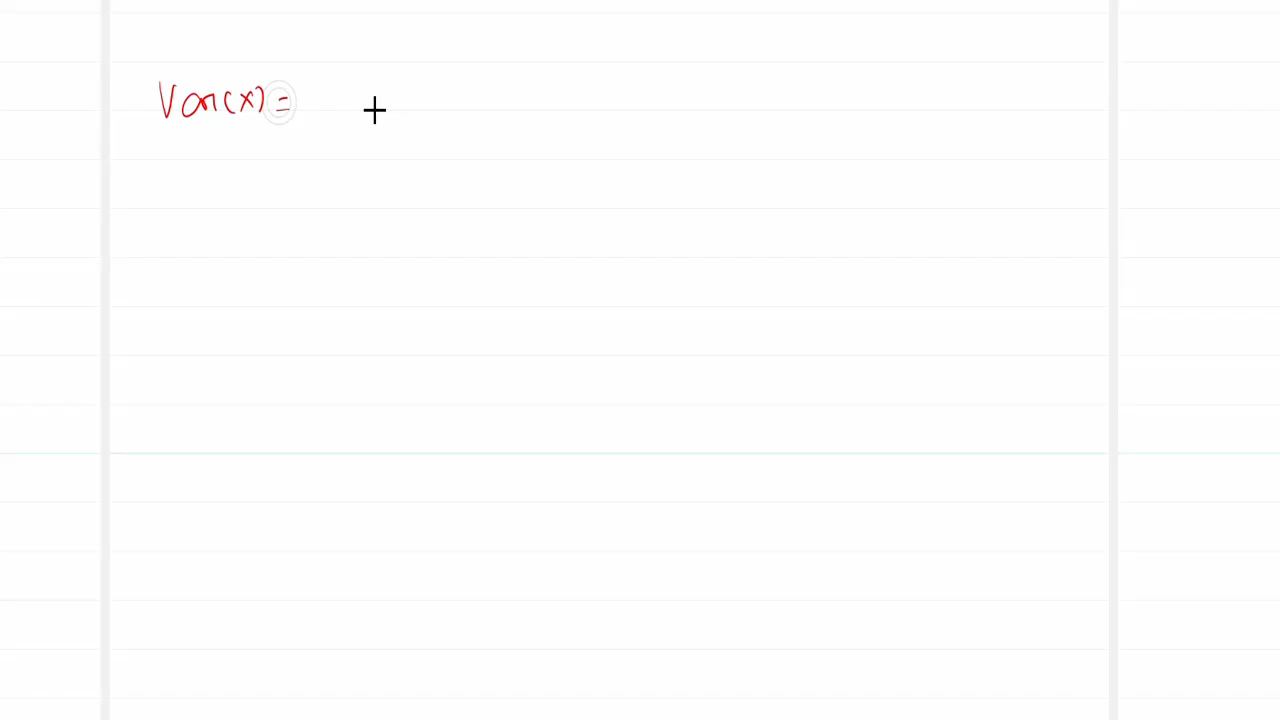 Var(x) =